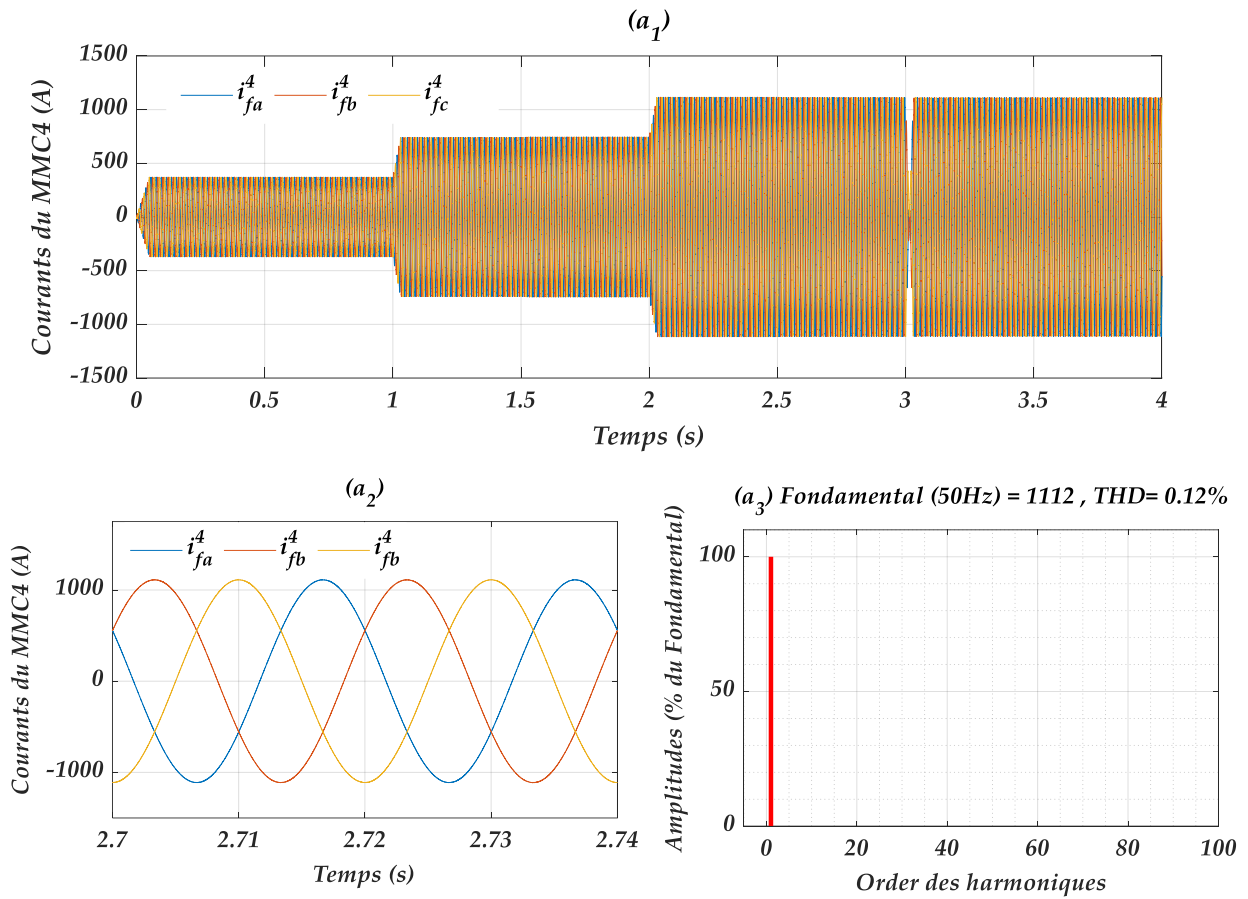 (a1)
1500
1000
500
0
-500
-1000
-1500
Courants du MMC4 (A)
i4fa i4fb i4fc
0 0.5 1 1.5 2 2.5 3 3.5 4
Temps (s)
(a2)
1000
0
-1000
Courants du MMC4 (A)
i4fa i4fb i4fb
2.7 2.71 2.72 2.73 2.74
Temps (s)
(a3) Fondamental (50Hz) = 1112 , THD= 0.12%
100
50
0
Amplitudes (% du Fondamental)
0 20 40 60 80 100
Order des harmoniques